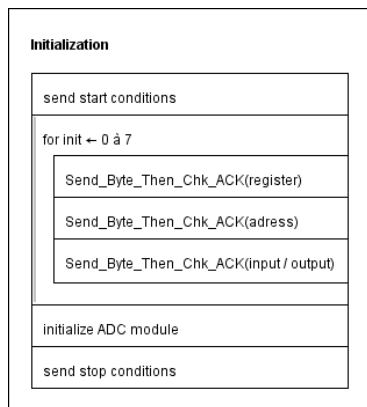 Initialization
send start conditions
for init ← 0 à 7
Send_Byte_Then_Chk_ACK(register)
Send_Byte_Then_Chk_ACK(adress)
Send_Byte_Then_Chk_ACK(input / output)
initialize ADC module
send stop conditions